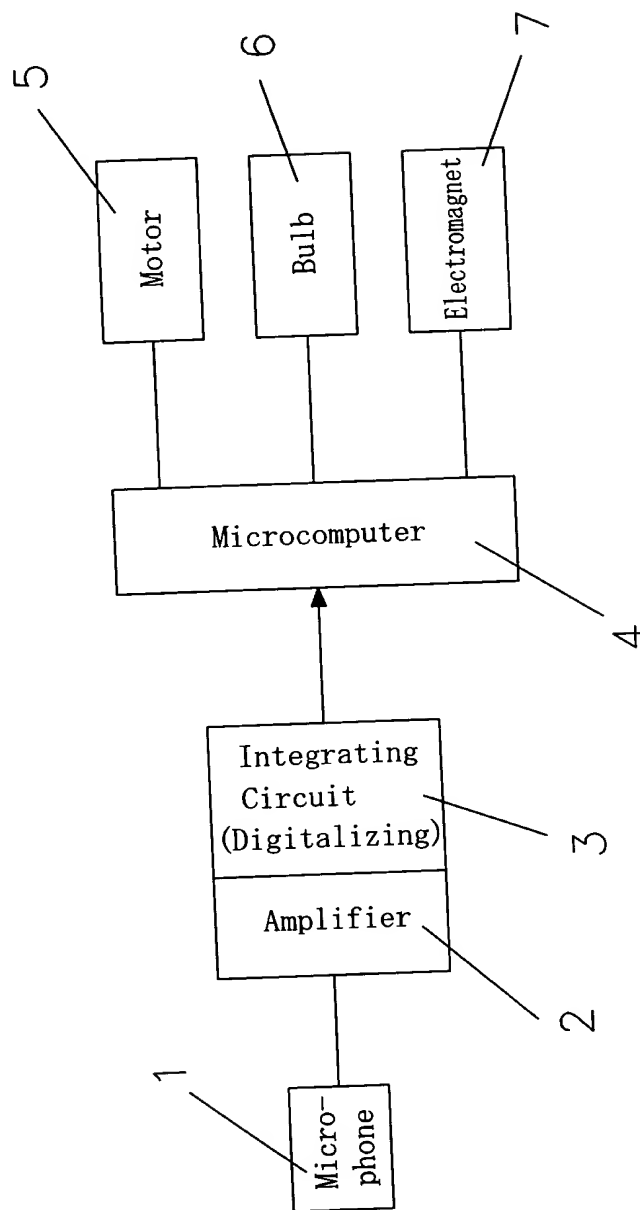 5
Motor
6
Bulb
7
Electromagnet
Microcomputer
4
Integrating
Circuit
(Digitalizing)
3
Amplifier
2
1
Micro-
phone